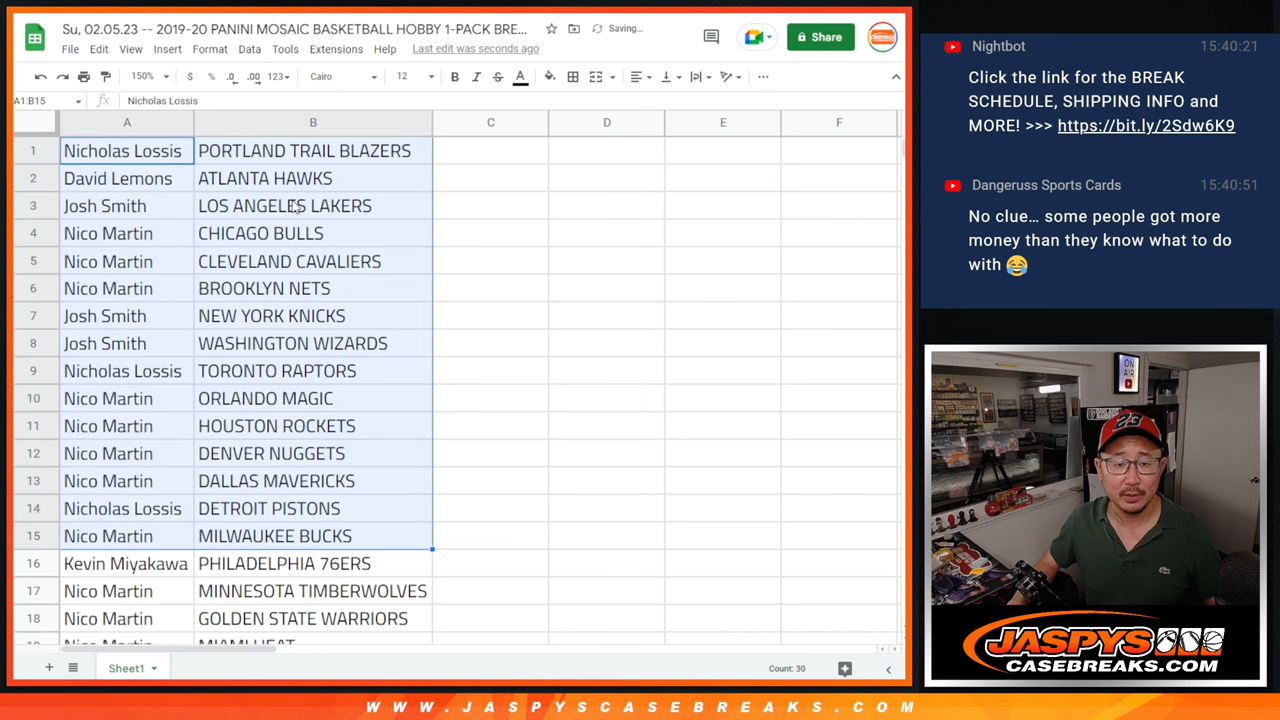 Su, 02.05.23 -- 2019-20 PANINI MOSAIC BASKETBALL HOBBY 1-PACK BRE...
Saving...
Share
File Edit View Insert Format Data Tools Extensions Help Last edit was seconds ago
150% $ % .0 .00 123 Cairo 12 B I S A
A1:B15 fx Nicholas Lossis
A B C D E F
1 Nicholas Lossis PORTLAND TRAIL BLAZERS
2 David Lemons ATLANTA HAWKS
3 Josh Smith LOS ANGELES LAKERS
4 Nico Martin CHICAGO BULLS
5 Nico Martin CLEVELAND CAVALIERS
6 Nico Martin BROOKLYN NETS
7 Josh Smith NEW YORK KNICKS
8 Josh Smith WASHINGTON WIZARDS
9 Nicholas Lossis TORONTO RAPTORS
10 Nico Martin ORLANDO MAGIC
11 Nico Martin HOUSTON ROCKETS
12 Nico Martin DENVER NUGGETS
13 Nico Martin DALLAS MAVERICKS
14 Nicholas Lossis DETROIT PISTONS
15 Nico Martin MILWAUKEE BUCKS
16 Kevin Miyakawa PHILADELPHIA 76ERS
17 Nico Martin MINNESOTA TIMBERWOLVES
18 Nico Martin GOLDEN STATE WARRIORS
19 Nico Martin MIAMI HEAT
Sheet1
Count: 30
Nightbot 15:40:21
Click the link for the BREAK
SCHEDULE, SHIPPING INFO and
MORE! >>> https://bit.ly/2Sdw6K9
Dangeruss Sports Cards 15:40:51
No clue… some people got more
money than they know what to do
with 😂
ON
AIR
23
JASPYS
CASEBREAKS.COM
WWW.JASPYSCASEBREAKS.COM